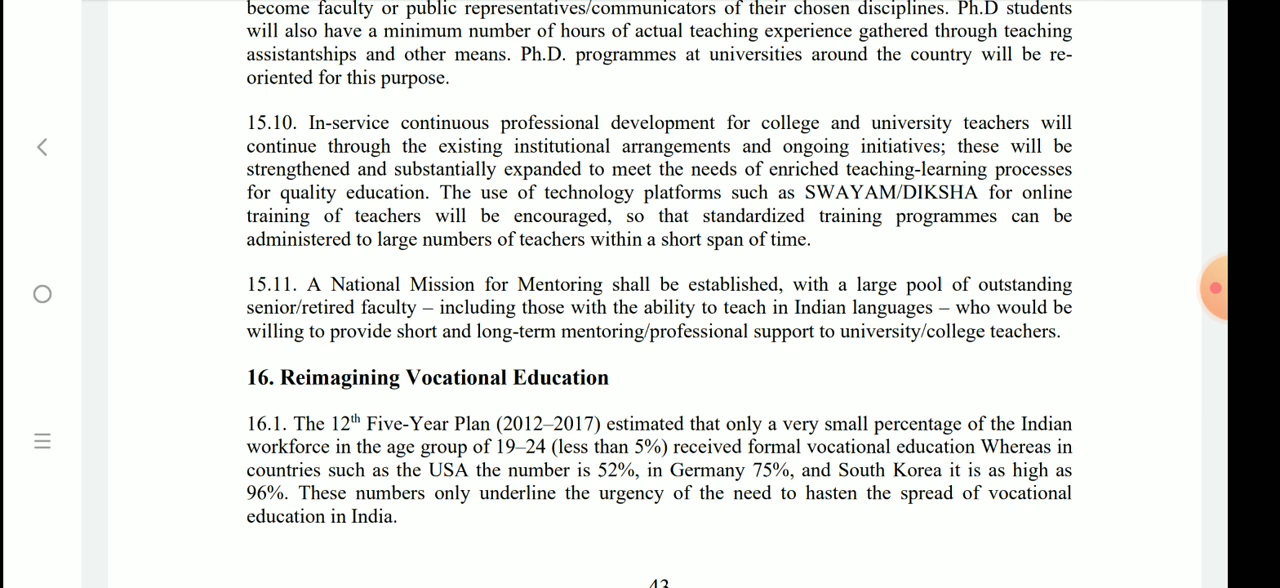 become faculty or public representatives/communicators of their chosen disciplines. Ph.D students
will also have a minimum number of hours of actual teaching experience gathered through teaching
assistantships and other means. Ph.D. programmes at universities around the country will be re-
oriented for this purpose.
15.10. In-service continuous professional development for college and university teachers will
continue through the existing institutional arrangements and ongoing initiatives; these will be
strengthened and substantially expanded to meet the needs of enriched teaching-learning processes
for quality education. The use of technology platforms such as SWAYAM/DIKSHA for online
training of teachers will be encouraged, so that standardized training programmes can be
administered to large numbers of teachers within a short span of time.
15.11. A National Mission for Mentoring shall be established, with a large pool of outstanding
senior/retired faculty – including those with the ability to teach in Indian languages – who would be
willing to provide short and long-term mentoring/professional support to university/college teachers.
16. Reimagining Vocational Education
16.1. The 12th Five-Year Plan (2012–2017) estimated that only a very small percentage of the Indian
workforce in the age group of 19–24 (less than 5%) received formal vocational education Whereas in
countries such as the USA the number is 52%, in Germany 75%, and South Korea it is as high as
96%. These numbers only underline the urgency of the need to hasten the spread of vocational
education in India.
43